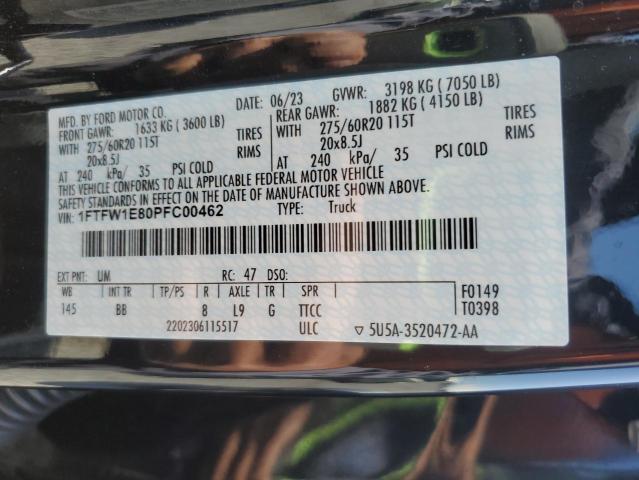 MFD. BY FORD MOTOR CO. DATE: 06/23 GVWR: 3198 KG ( 7050 LB)
FRONT GAWR: 1633 KG ( 3600 LB) REAR GAWR: 1882 KG ( 4150 LB)
WITH 275/60R20 115T TIRES WITH 275/60R20 115T TIRES
20x8.5J RIMS 20x8.5J RIMS
AT 240 kPa/ 35 PSI COLD AT 240 kPa/ 35 PSI COLD
THIS VEHICLE CONFORMS TO ALL APPLICABLE FEDERAL MOTOR VEHICLE
SAFETY STANDARDS IN EFFECT ON THE DATE OF MANUFACTURE SHOWN ABOVE.
VIN: 1FTFW1E80PFC00462 TYPE: Truck
EXT PNT: UM RC: 47 DSO:
WB INT TR TP/PS R AXLE TR SPR F0149
145 BB 8 L9 G TTCC T0398
2202306115517 ULC ▽ 5U5A-3520472-AA